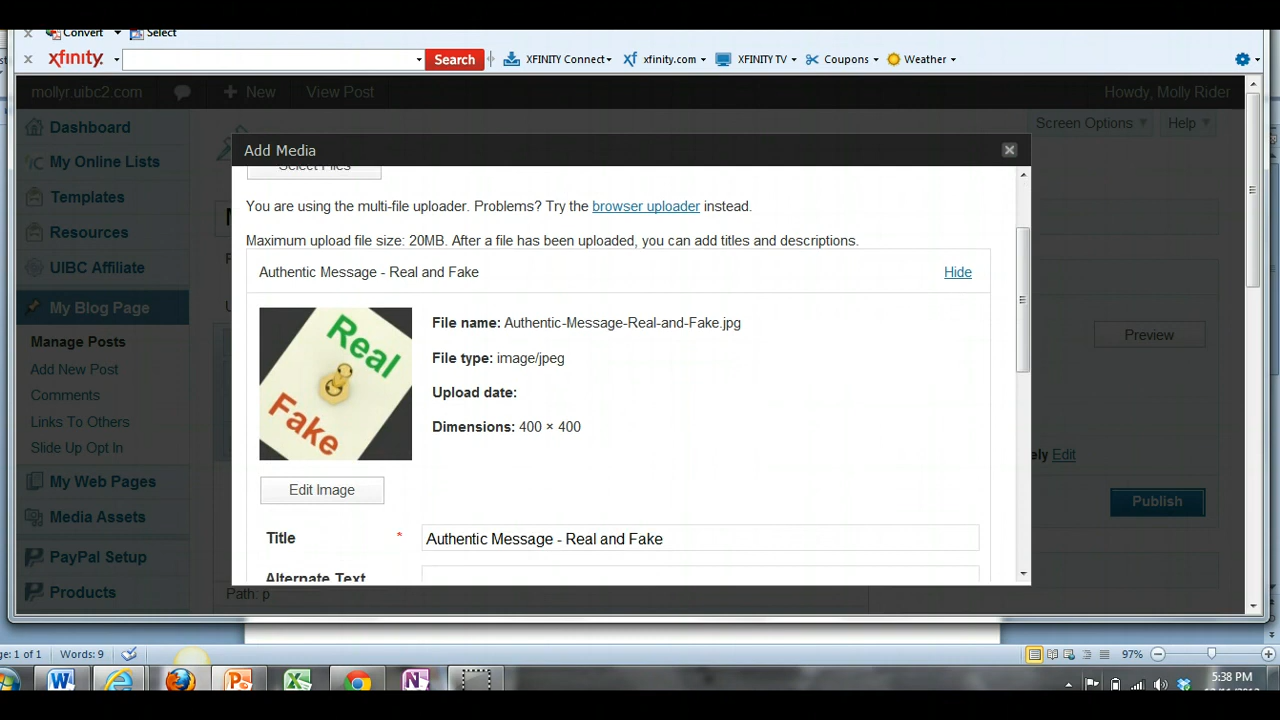 Convert Select
xfinity. Search XFINITY Connect xfinity.com XFINITY TV Coupons Weather
mollyr.uibc2.com New View Post Howdy, Molly Rider
Dashboard
Screen Options Help
Add Media
My Online Lists
Select Files
Templates
You are using the multi-file uploader. Problems? Try the browser uploader instead.
Resources
Maximum upload file size: 20MB. After a file has been uploaded, you can add titles and descriptions.
UIBC Affiliate
Authentic Message - Real and Fake Hide
My Blog Page
Real
Fake
File name: Authentic-Message-Real-and-Fake.jpg
Preview
Manage Posts
File type: image/jpeg
Add New Post
Upload date:
Comments
Dimensions: 400 × 400
Links To Others
Slide Up Opt In
Edit
My Web Pages
Edit Image
Publish
Media Assets
Title * Authentic Message - Real and Fake
PayPal Setup
Alternate Text
Products
Path: p
1 of 1 Words: 9 97%
5:38 PM